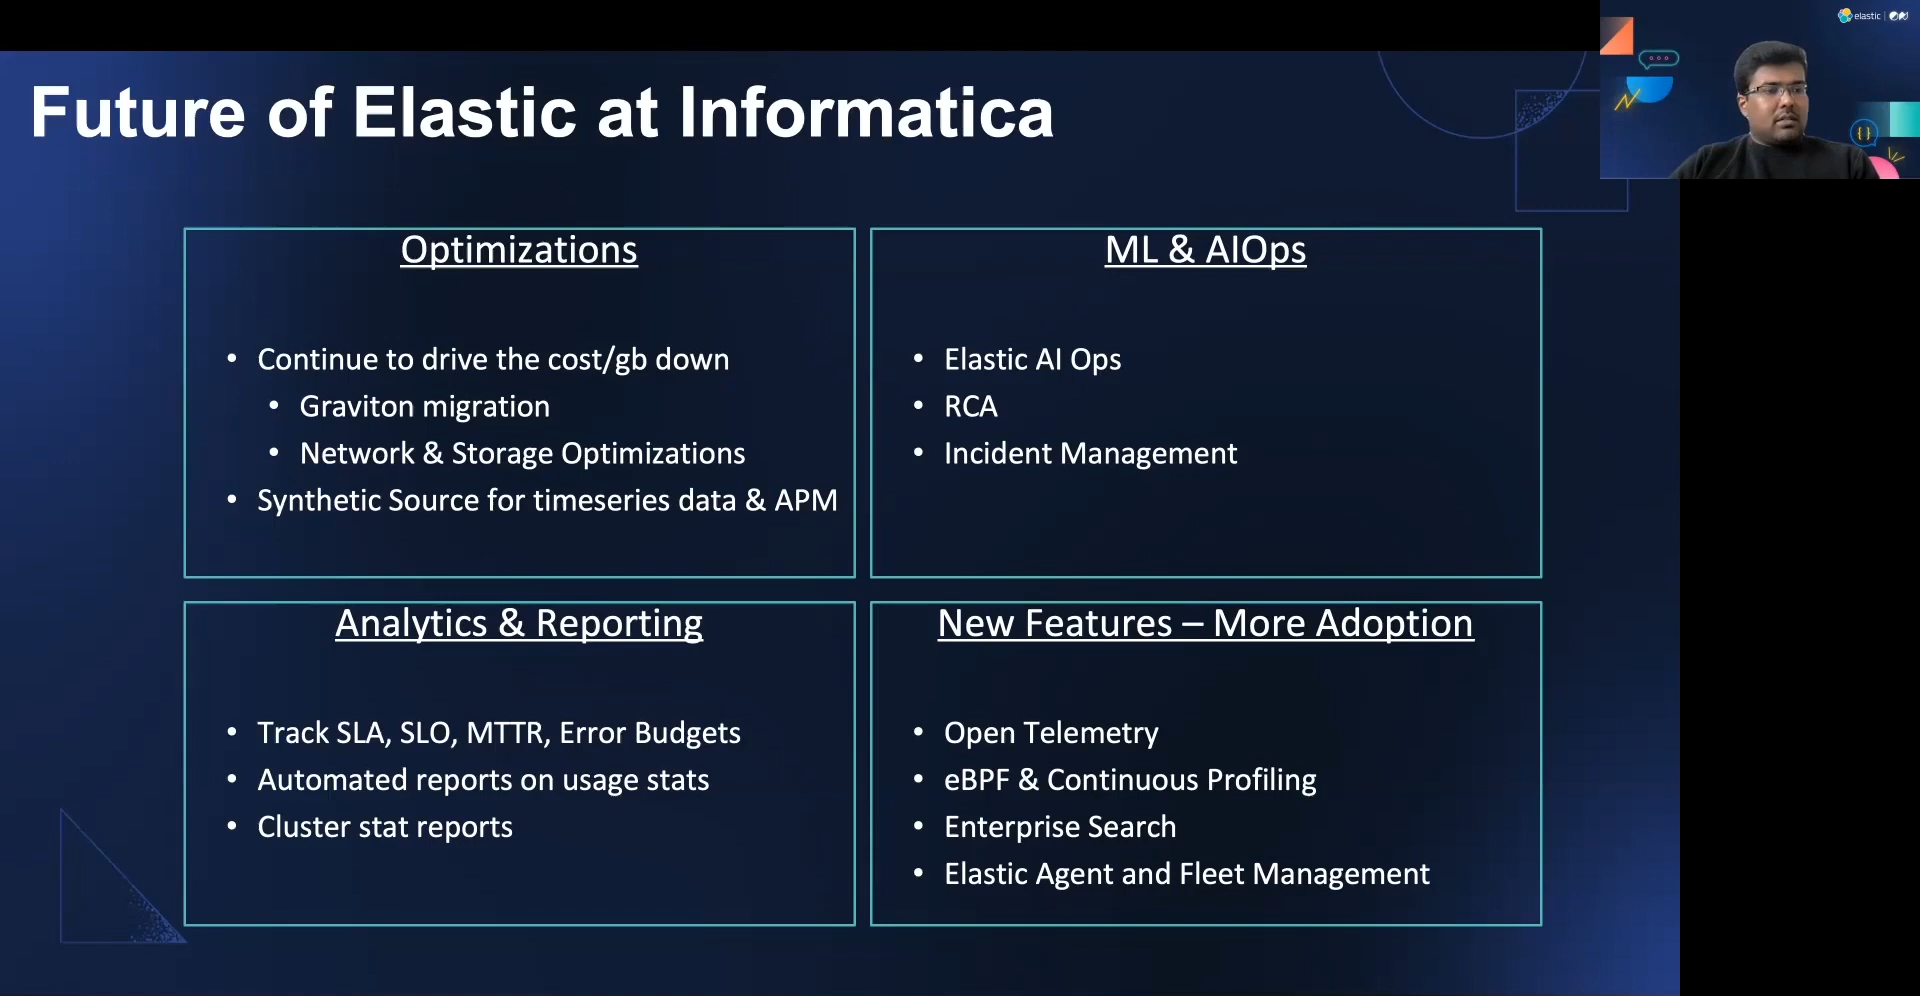 elastic
Future of Elastic at Informatica
Optimizations
• Continue to drive the cost/gb down
• Graviton migration
• Network & Storage Optimizations
• Synthetic Source for timeseries data & APM
ML & AIOps
• Elastic AI Ops
• RCA
• Incident Management
Analytics & Reporting
• Track SLA, SLO, MTTR, Error Budgets
• Automated reports on usage stats
• Cluster stat reports
New Features – More Adoption
• Open Telemetry
• eBPF & Continuous Profiling
• Enterprise Search
• Elastic Agent and Fleet Management